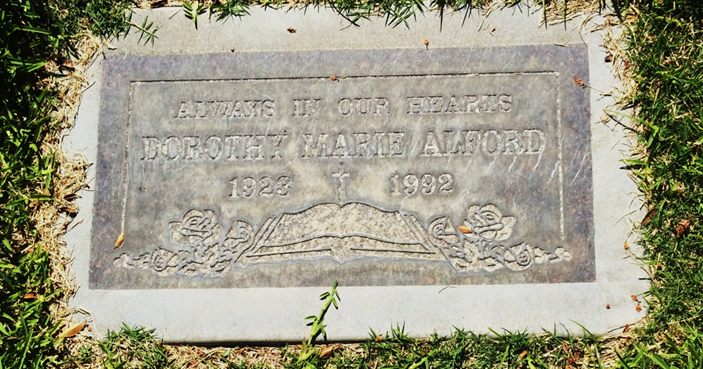 ALWAYS IN OUR HEARTS
DOROTHY MARIE ALFORD
1923 1992